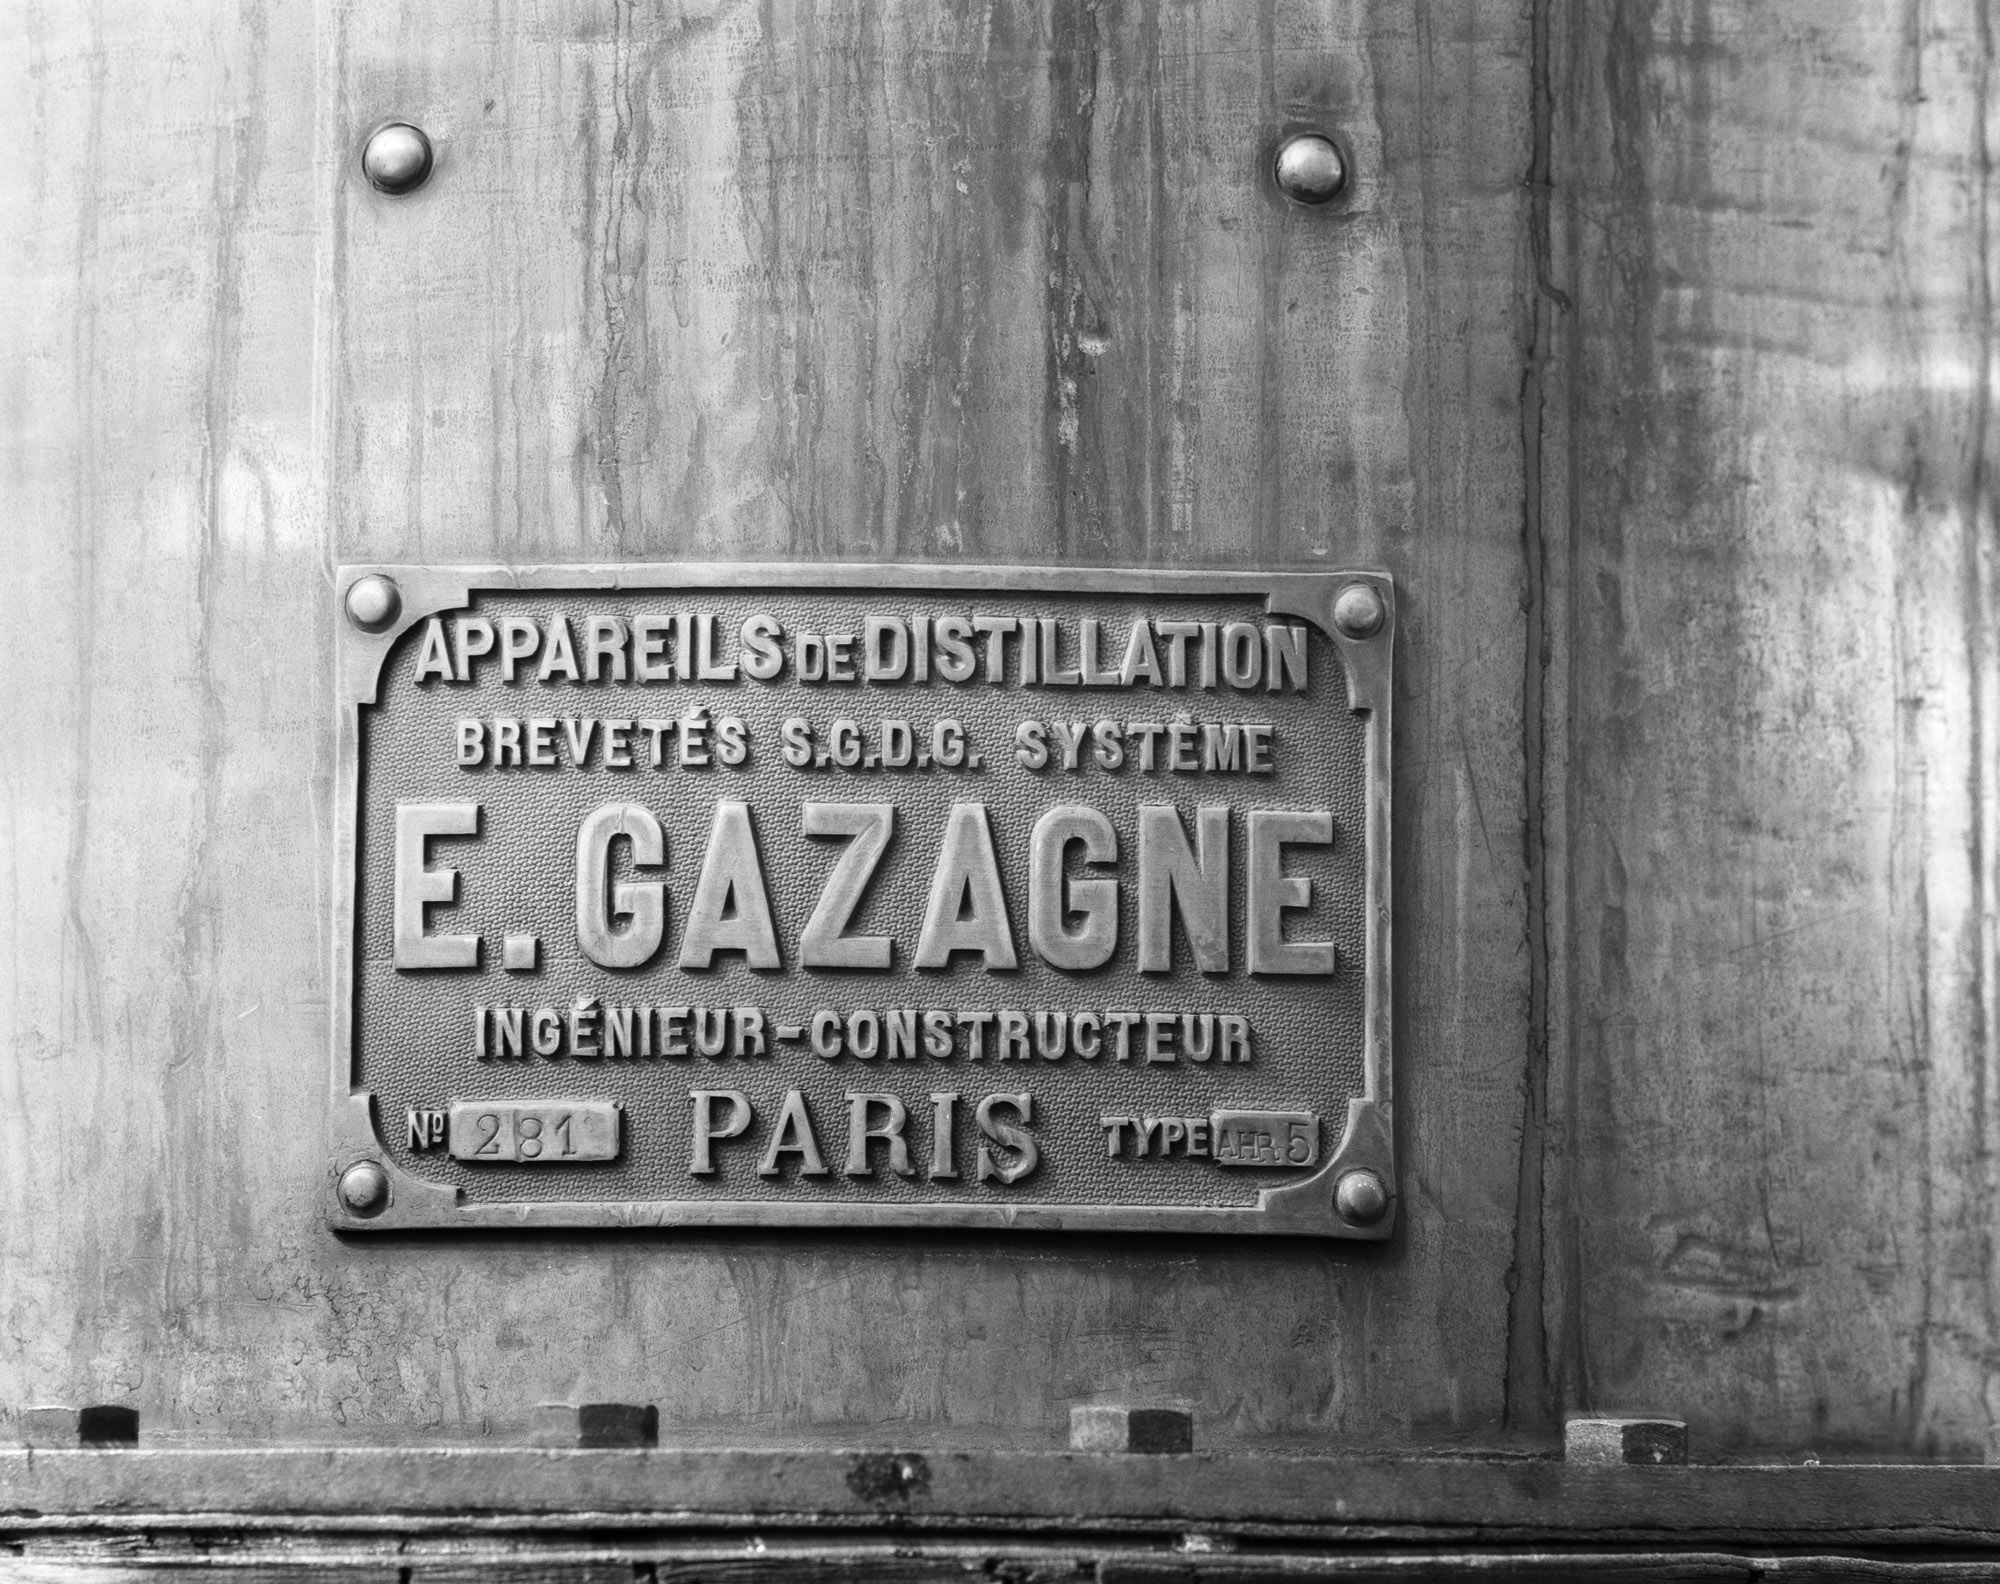 APPAREILS DE DISTILLATION
BREVETÉS S.G.D.G. SYSTÈME
E. GAZAGNE
INGÉNIEUR-CONSTRUCTEUR
PARIS
Nº 281
TYPE AHR 5